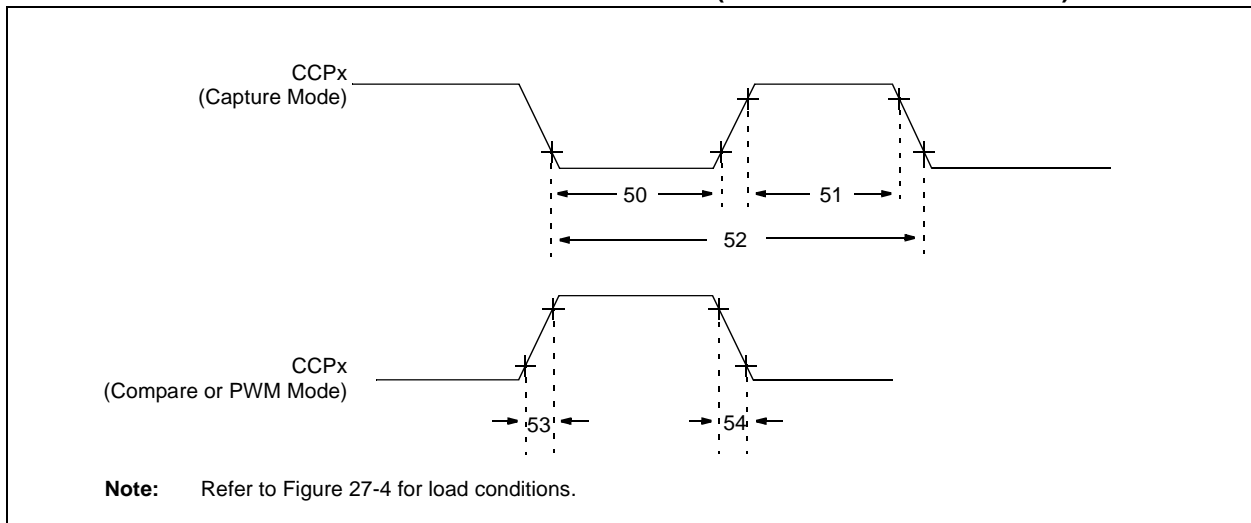 CCPx
(Capture Mode)
50
51
52
CCPx
(Compare or PWM Mode)
53
54
Note: Refer to Figure 27-4 for load conditions.